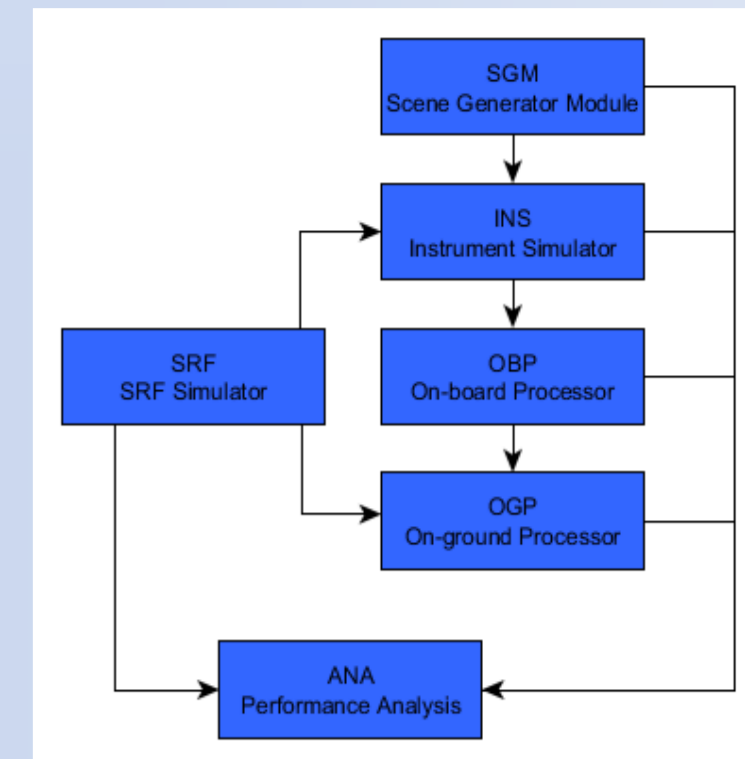 SGM
Scene Generator Module
INS
Instrument Simulator
SRF
SRF Simulator
OBP
On-board Processor
OGP
On-ground Processor
ANA
Performance Analysis